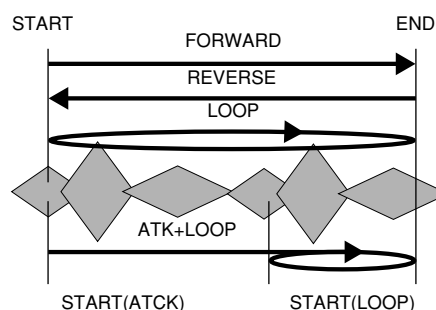 START END
FORWARD
REVERSE
LOOP
ATK+LOOP
START(ATCK) START(LOOP)